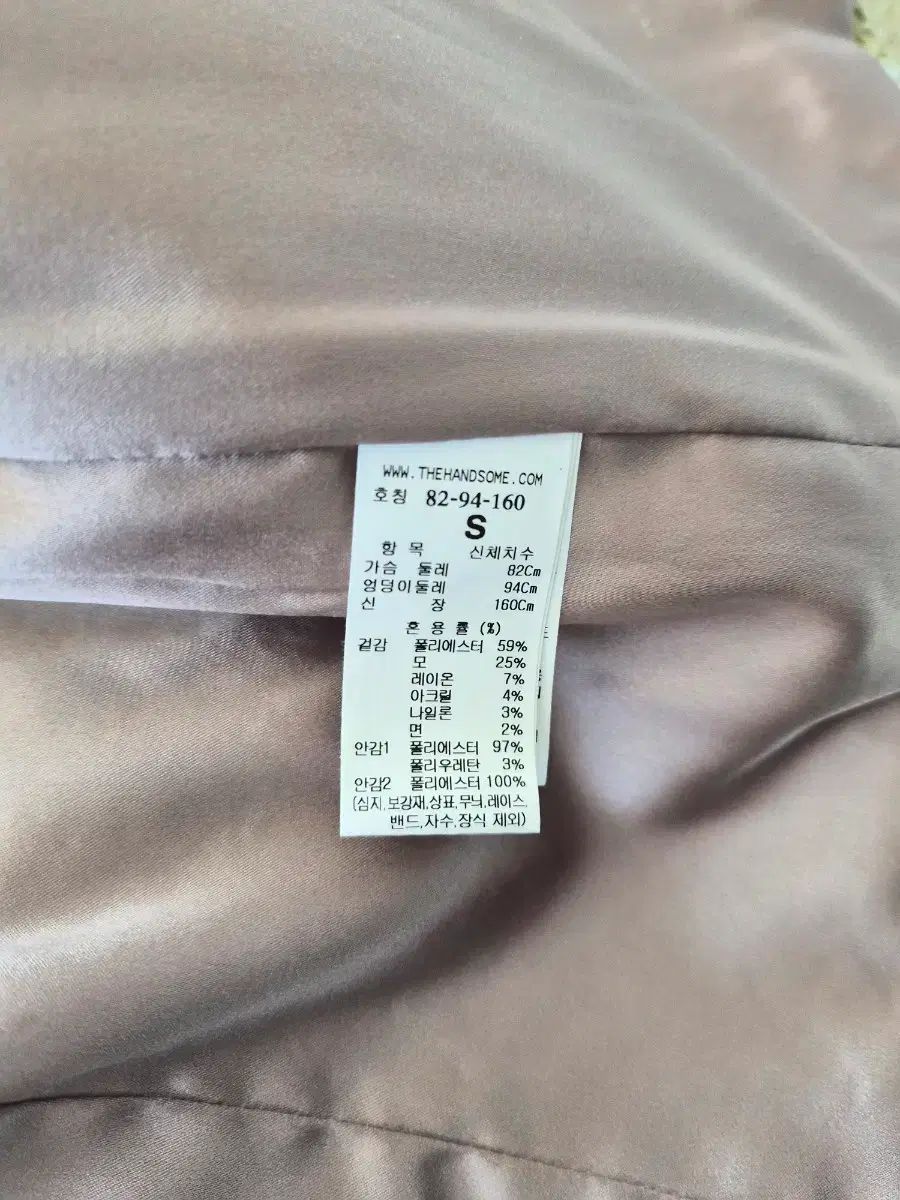 WWW.THEHANDSOME.COM
호칭 82-94-160
S
항 목 신체치수
가슴 둘레 82Cm
엉덩이둘레 94Cm
신 장 160Cm
혼 용 률 (%)
겉감 폴리에스터 59%
모 25%
레이온 7%
아크릴 4%
나일론 3%
면 2%
안감1 폴리에스터 97%
폴리우레탄 3%
안감2 폴리에스터 100%
(심지,보강재,상표,무늬,레이스,
밴드,자수,장식 제외)